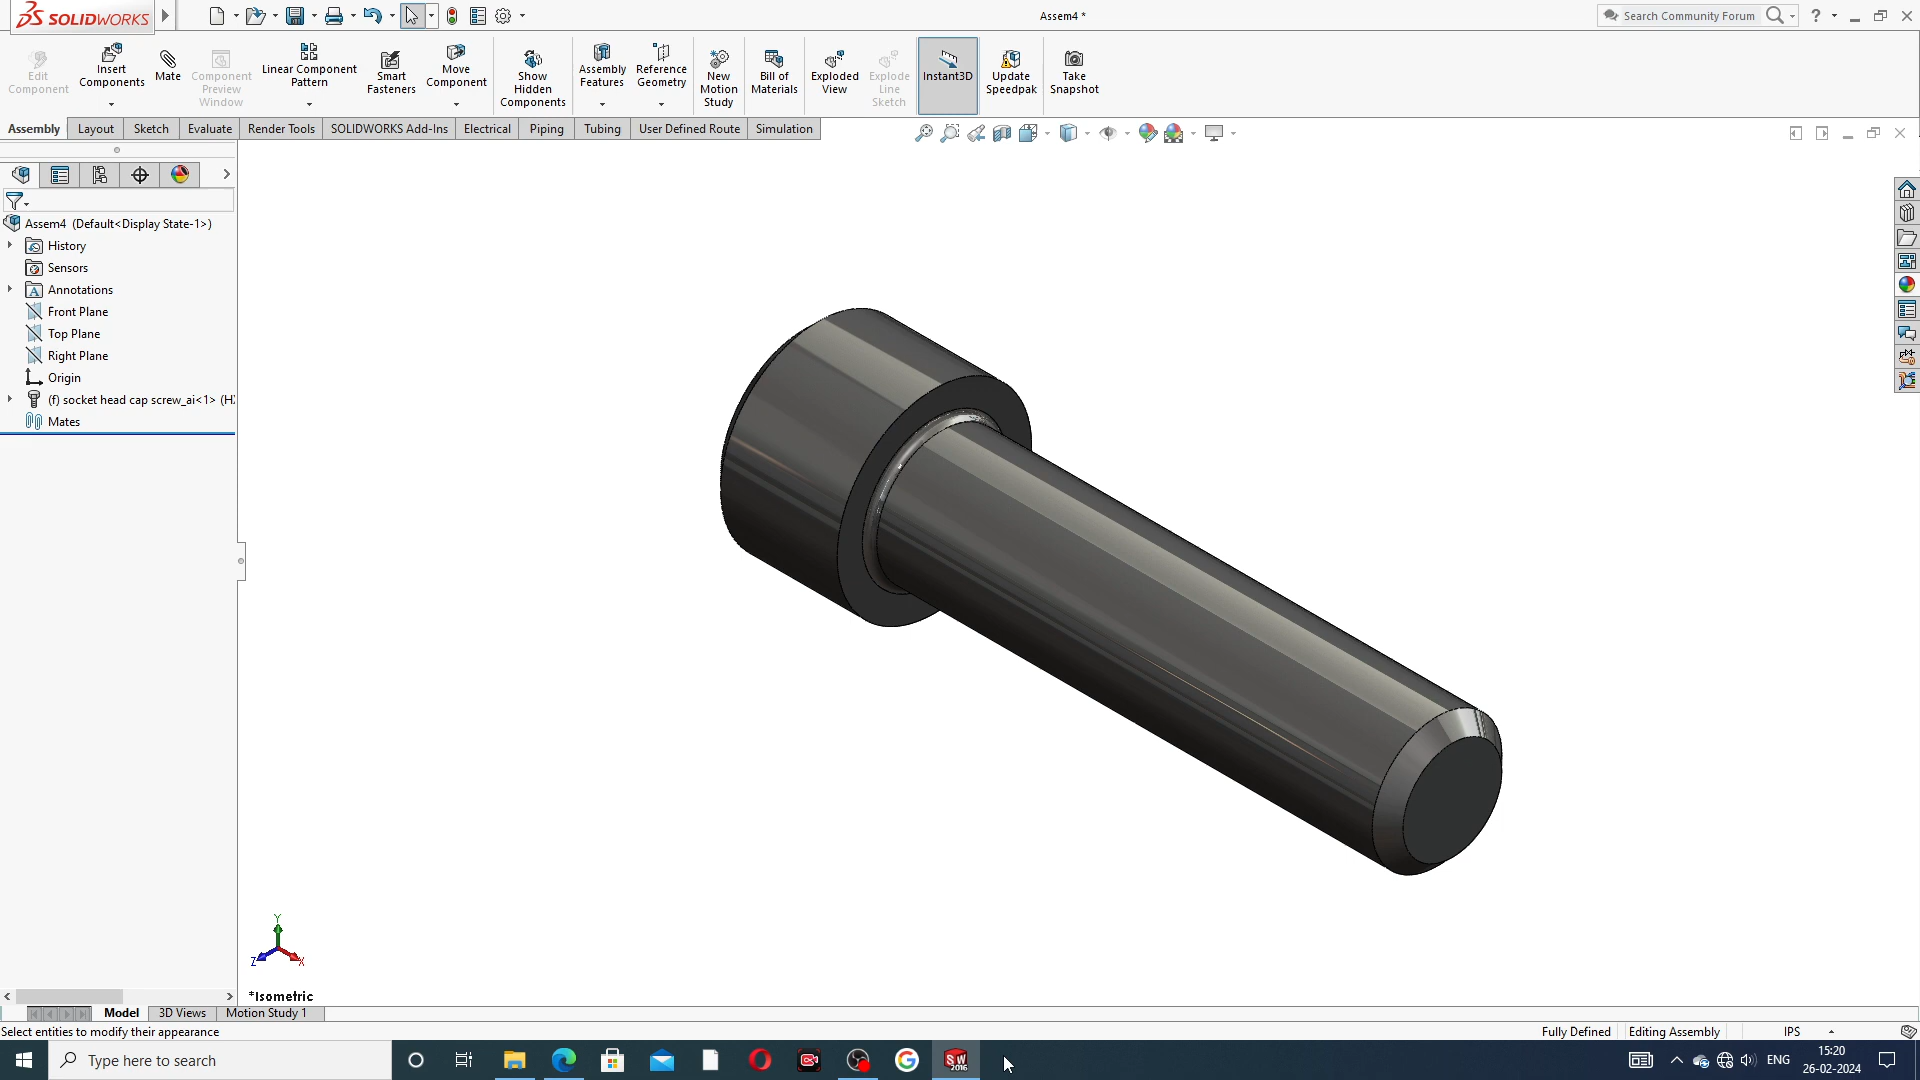 SOLIDWORKS
Assem4 *
Search Community Forum
?
Edit Component
Insert Components
Mate
Component Preview Window
Linear Component Pattern
Smart Fasteners
Move Component
Show Hidden Components
Assembly Features
Reference Geometry
New Motion Study
Bill of Materials
Exploded View
Explode Line Sketch
Instant3D
Update Speedpak
Take Snapshot
Assembly
Layout
Sketch
Evaluate
Render Tools
SOLIDWORKS Add-Ins
Electrical
Piping
Tubing
User Defined Route
Simulation
Assem4 (Default<Display State-1>)
History
Sensors
Annotations
Front Plane
Top Plane
Right Plane
Origin
(f) socket head cap screw_ai<1> (H
Mates
Y
Z
X
*Isometric
Model
3D Views
Motion Study 1
Select entities to modify their appearance
Fully Defined
Editing Assembly
IPS
Type here to search
SW
2016
ENG
15:20
26-02-2024